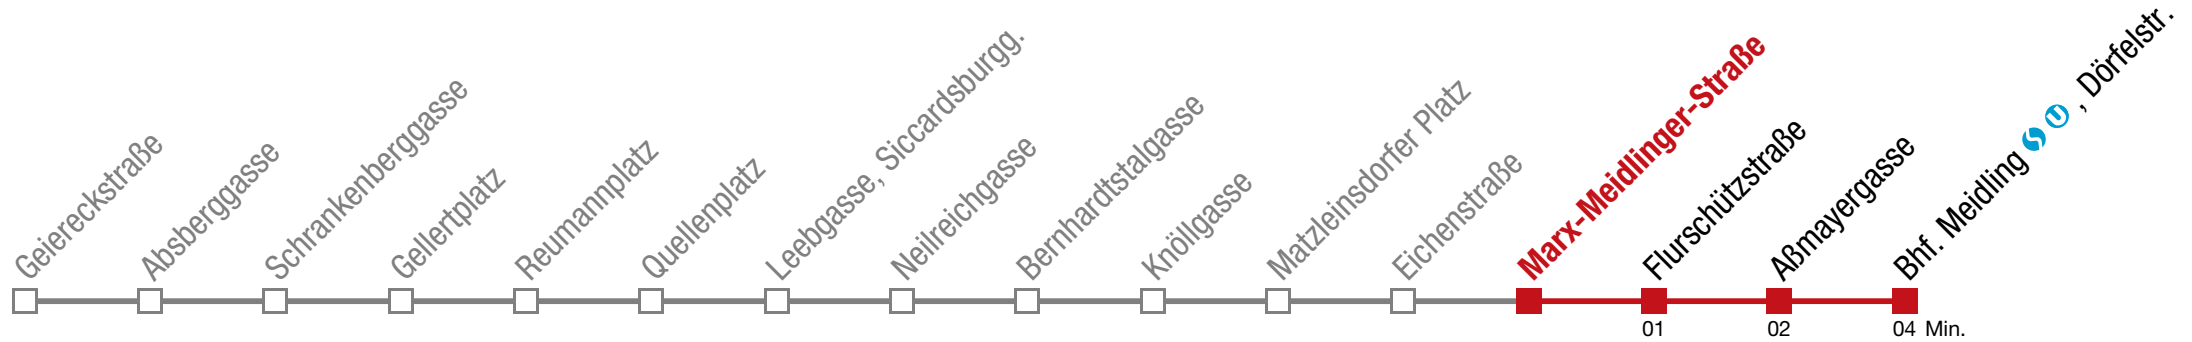 Geiereckstraße
Absberggasse
Schrankenberggasse
Gellertplatz
Reumannplatz
Quellenplatz
Leebgasse, Siccardsburgg.
Neilreichgasse
Bernhardtstalgasse
Knöllgasse
Matzleinsdorfer Platz
Eichenstraße
Marx-Meidlinger-Straße
Flurschützstraße
Aßmayergasse
Bhf. Meidling S U , Dörfelstr.
01
02
04 Min.